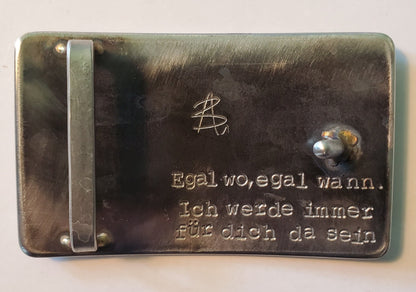 Egal wo, egal wann.
Ich werde immer
für dich da sein